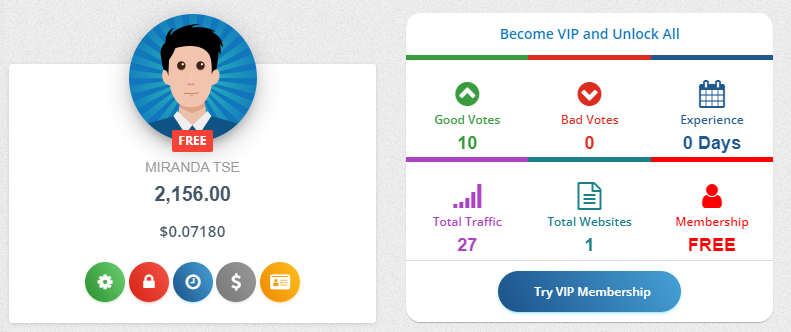 FREE
MIRANDA TSE
2,156.00
$0.07180
$
Become VIP and Unlock All
Good Votes
10
Bad Votes
0
Experience
0 Days
Total Traffic
27
Total Websites
1
Membership
FREE
Try VIP Membership